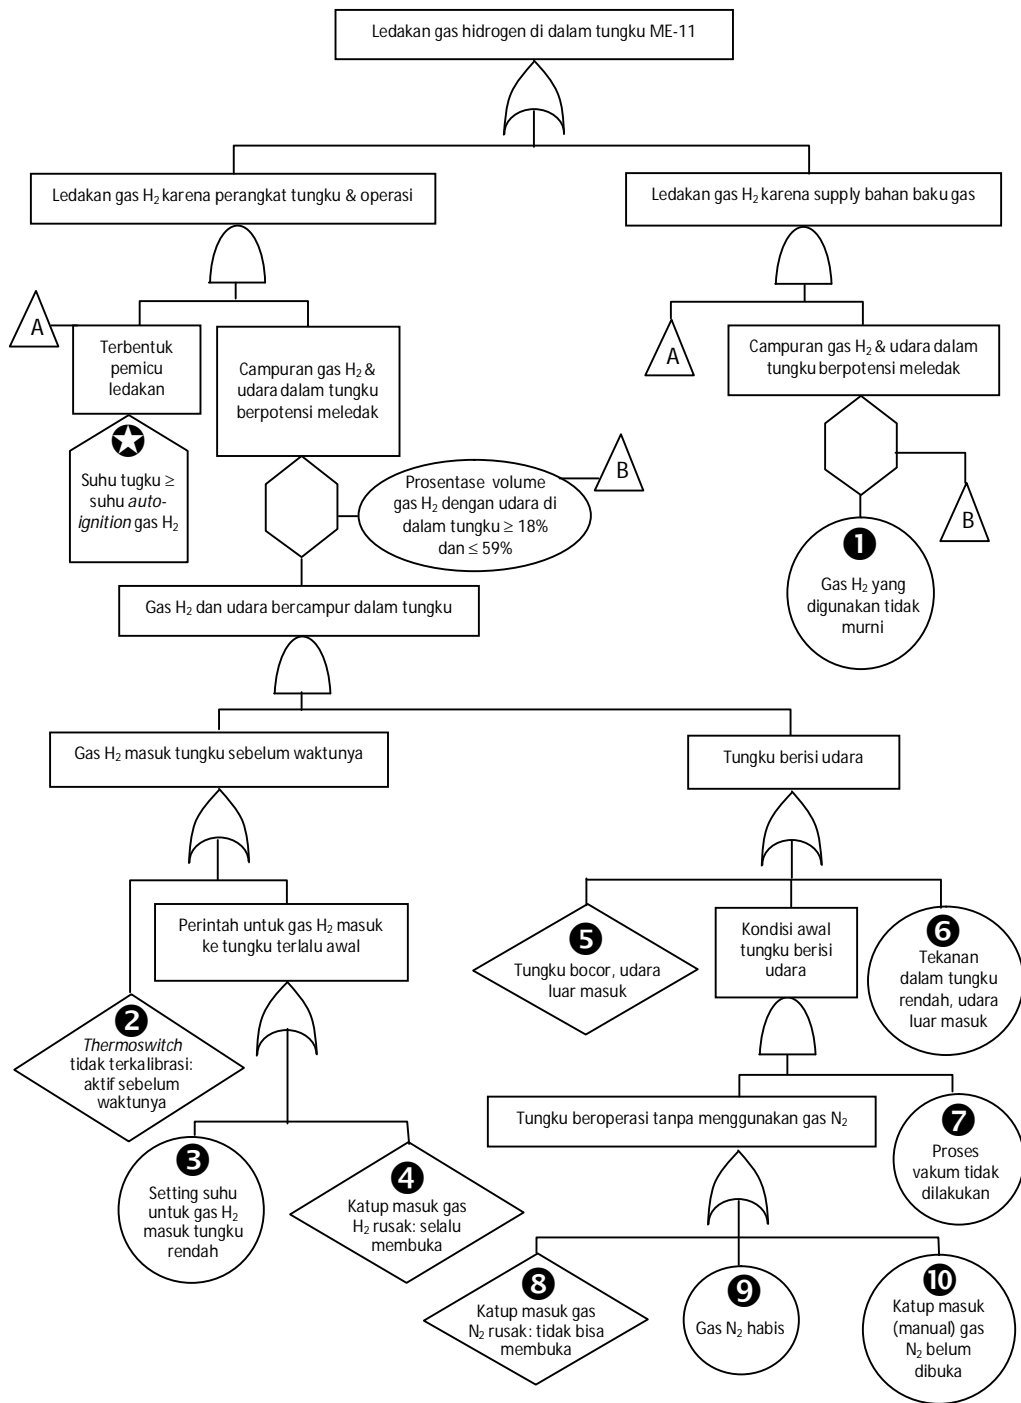 Ledakan gas hidrogen di dalam tungku ME-11
Ledakan gas H₂ karena perangkat tungku & operasi
Ledakan gas H₂ karena supply bahan baku gas
A
Terbentuk
pemicu
ledakan
Campuran gas H₂ &
udara dalam tungku
berpotensi meledak
A
Campuran gas H₂ & udara dalam
tungku berpotensi meledak
Suhu tugku ≥
suhu auto-
ignition gas H₂
Prosentase volume
gas H₂ dengan udara di
dalam tungku ≥ 18%
dan ≤ 59%
B
B
1
Gas H₂ yang
digunakan tidak
murni
Gas H₂ dan udara bercampur dalam tungku
Gas H₂ masuk tungku sebelum waktunya
Tungku berisi udara
Perintah untuk gas H₂ masuk
ke tungku terlalu awal
5
Tungku bocor, udara
luar masuk
Kondisi awal
tungku berisi
udara
6
Tekanan
dalam tungku
rendah, udara
luar masuk
2
Thermoswitch
tidak terkalibrasi:
aktif sebelum
waktunya
Tungku beroperasi tanpa menggunakan gas N₂
7
Proses
vakum tidak
dilakukan
3
Setting suhu
untuk gas H₂
masuk tungku
rendah
4
Katup masuk gas
H₂ rusak: selalu
membuka
8
Katup masuk gas
N₂ rusak: tidak bisa
membuka
9
Gas N₂ habis
10
Katup masuk
(manual) gas
N₂ belum
dibuka